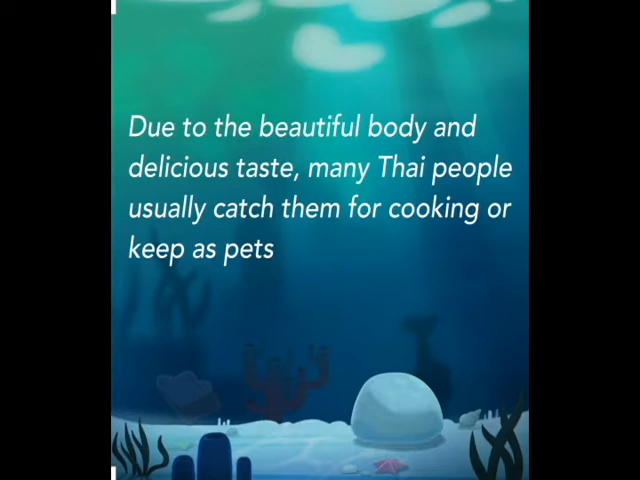 Due to the beautiful body and
delicious taste, many Thai people
usually catch them for cooking or
keep as pets